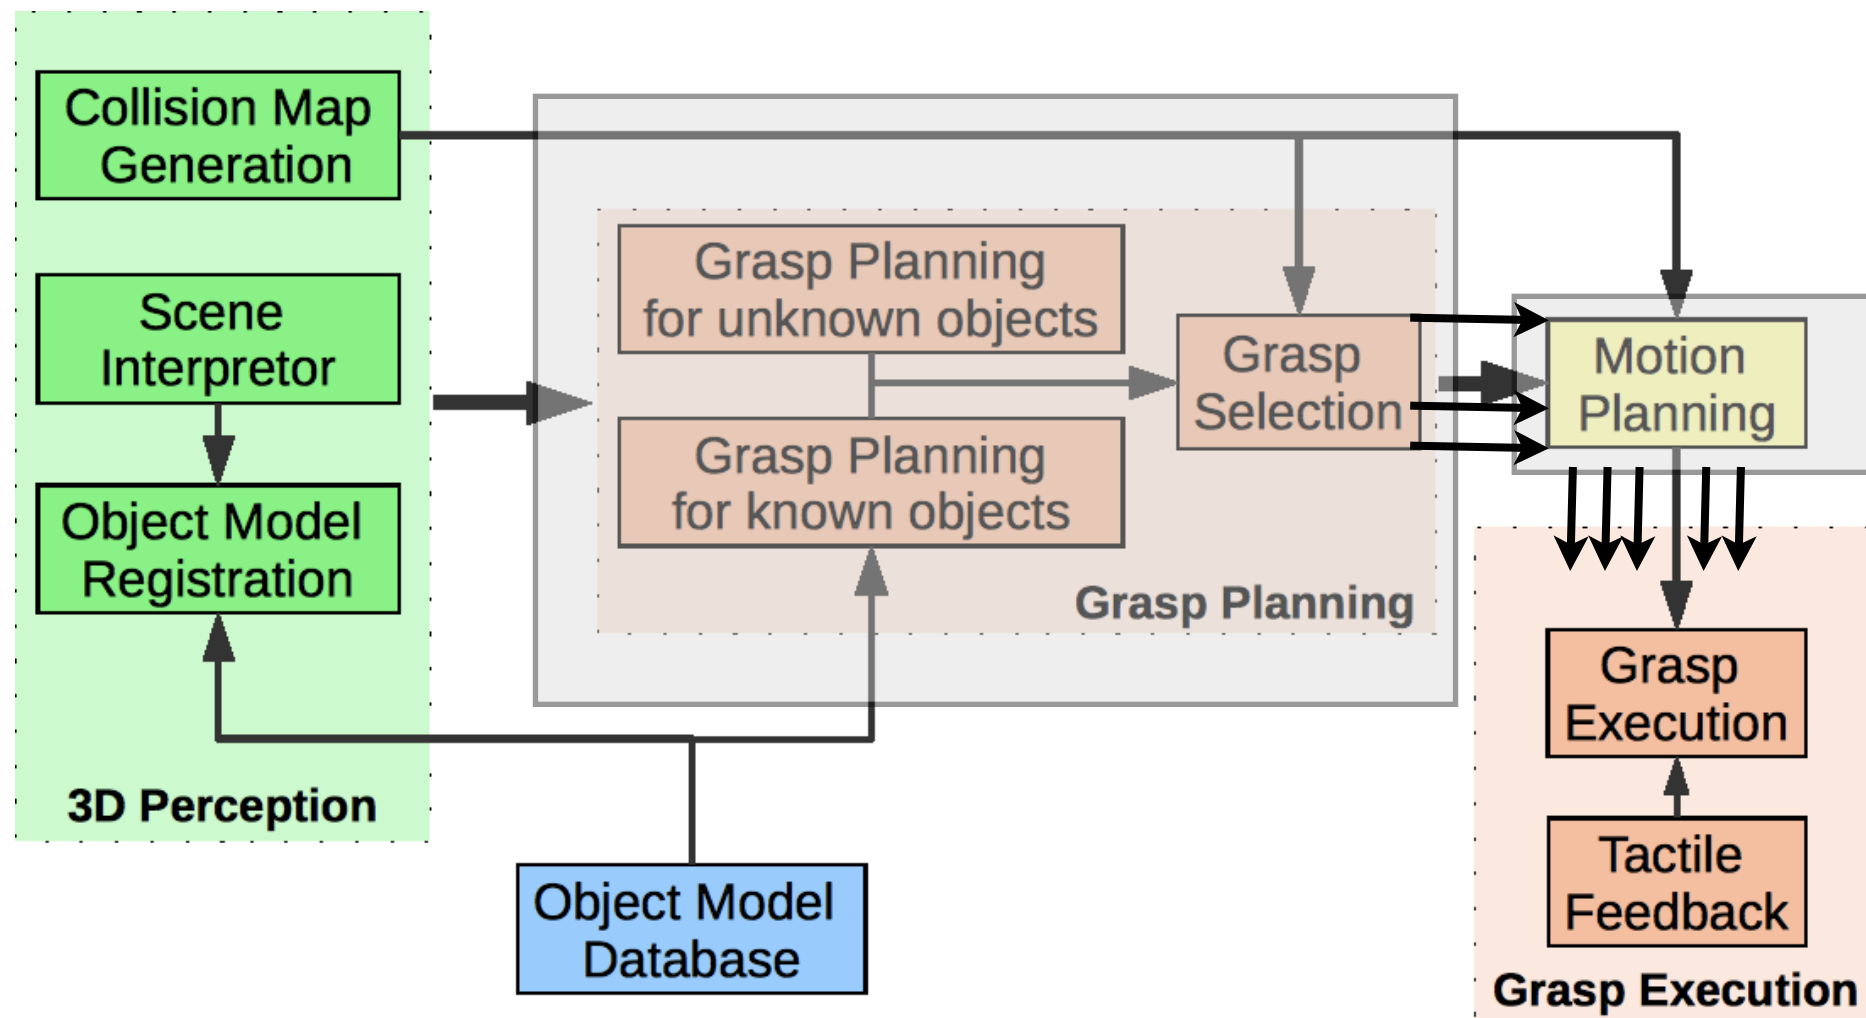 Collision Map
Generation
Scene
Interpretor
Object Model
Registration
3D Perception
Grasp Planning
for unknown objects
Grasp Planning
for known objects
Grasp
Selection
Grasp Planning
Motion
Planning
Object Model
Database
Grasp
Execution
Tactile
Feedback
Grasp Execution